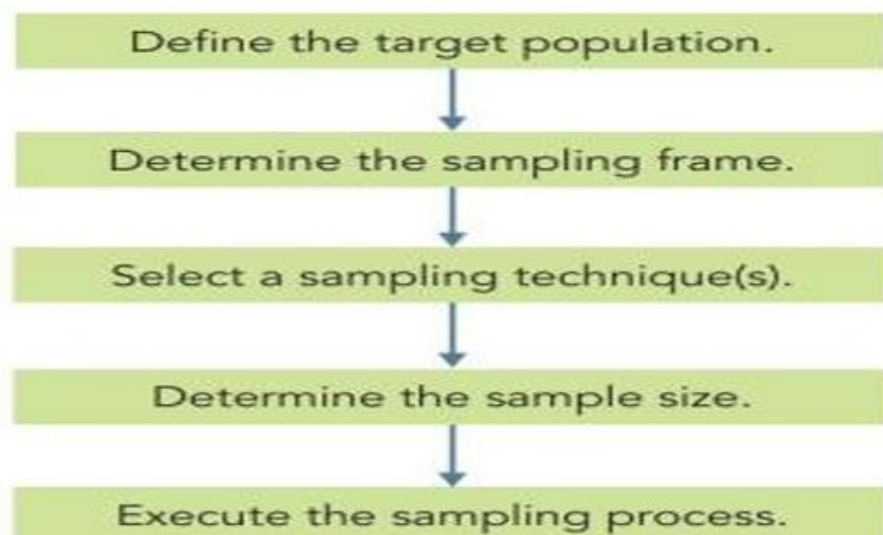 Define the target population.
Determine the sampling frame.
Select a sampling technique(s).
Determine the sample size.
Execute the sampling process.